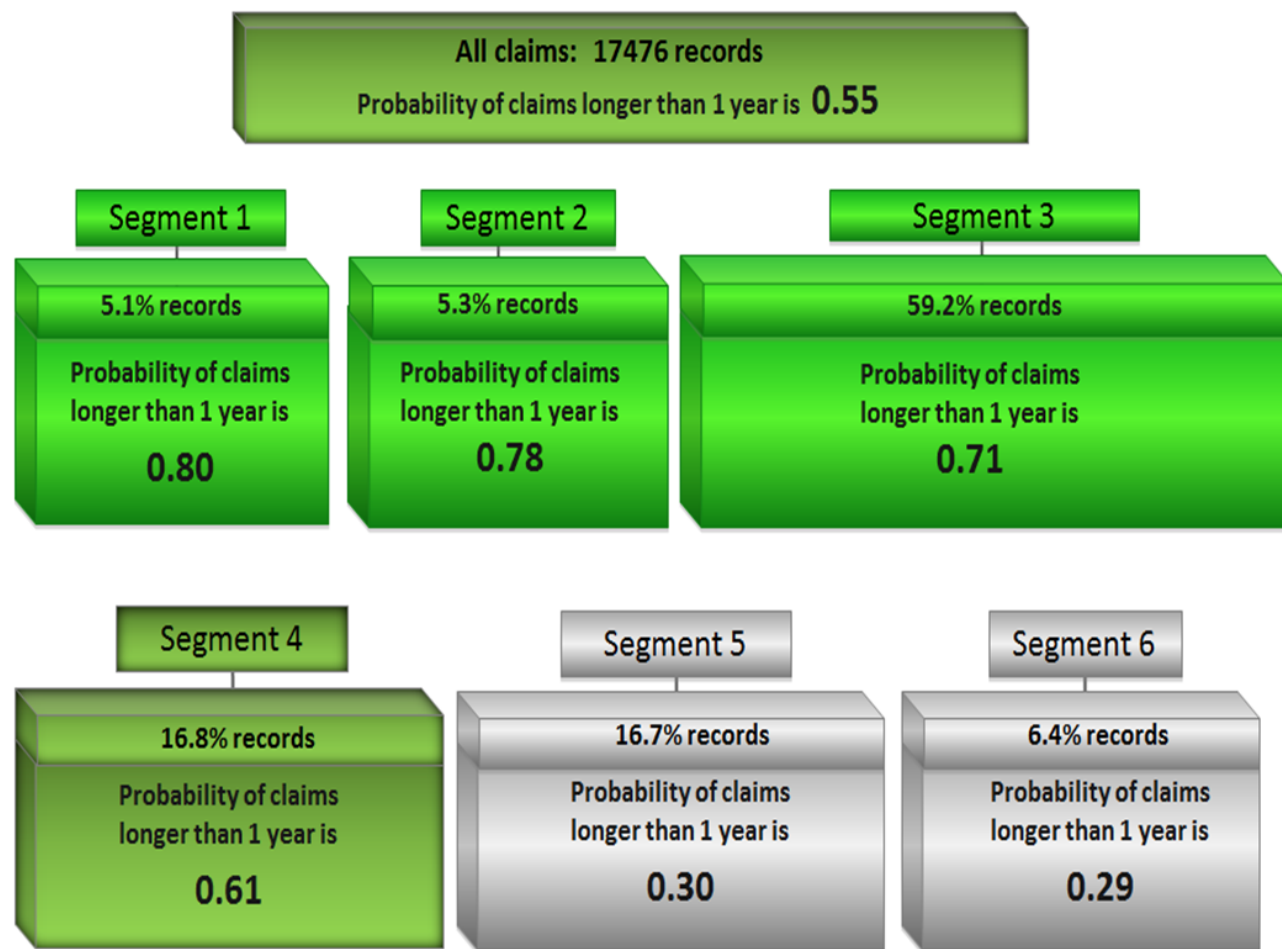 All claims: 17476 records
Probability of claims longer than 1 year is 0.55
Segment 1
5.1% records
Probability of claims
longer than 1 year is
0.80
Segment 2
5.3% records
Probability of claims
longer than 1 year is
0.78
Segment 3
59.2% records
Probability of claims
longer than 1 year is
0.71
Segment 4
16.8% records
Probability of claims
longer than 1 year is
0.61
Segment 5
16.7% records
Probability of claims
longer than 1 year is
0.30
Segment 6
6.4% records
Probability of claims
longer than 1 year is
0.29